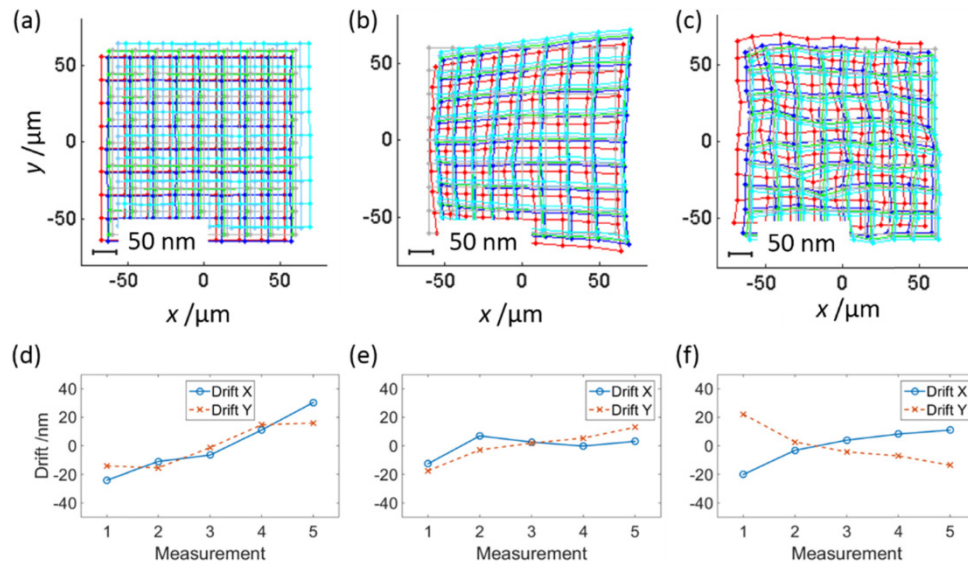 (a)
(b)
(c)
y /μm
50
0
-50
50 nm
-50
0
50
x /μm
50
0
-50
50 nm
-50
0
50
x /μm
50
0
-50
50 nm
-50
0
50
x /μm
(d)
(e)
(f)
Drift /nm
40
20
0
-20
-40
Drift X
Drift Y
1 2 3 4 5
Measurement
40
20
0
-20
-40
Drift X
Drift Y
1 2 3 4 5
Measurement
40
20
0
-20
-40
Drift X
Drift Y
1 2 3 4 5
Measurement